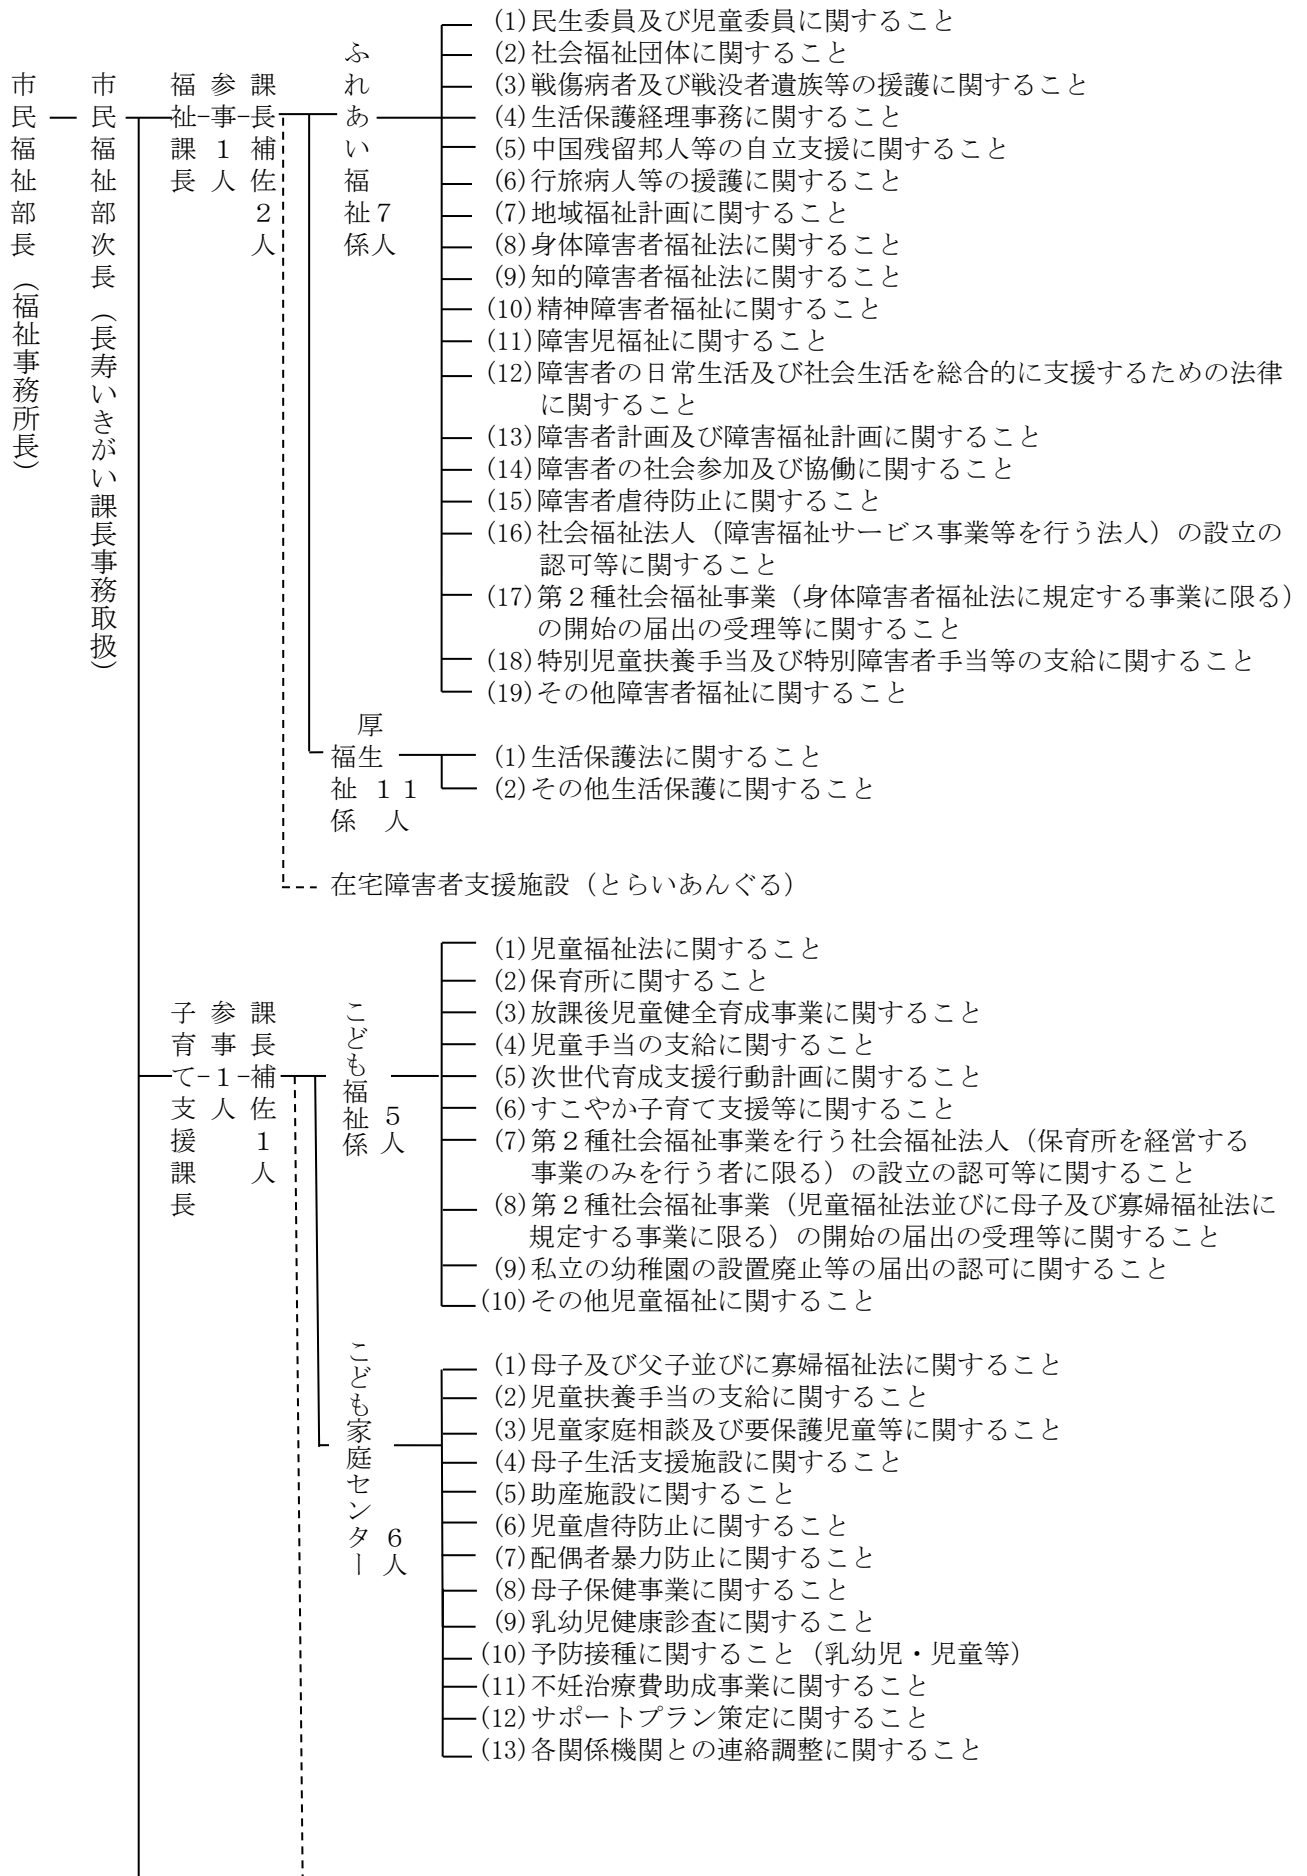 市民福祉部長（福祉事務所長）
市民福祉部次長（長寿いきがい課長事務取扱）
福祉課長
参事１人
課長補佐２人
ふれあい福祉係
７人
(1)民生委員及び児童委員に関すること
(2)社会福祉団体に関すること
(3)戦傷病者及び戦没者遺族等の援護に関すること
(4)生活保護経理事務に関すること
(5)中国残留邦人等の自立支援に関すること
(6)行旅病人等の援護に関すること
(7)地域福祉計画に関すること
(8)身体障害者福祉法に関すること
(9)知的障害者福祉法に関すること
(10)精神障害者福祉に関すること
(11)障害児福祉に関すること
(12)障害者の日常生活及び社会生活を総合的に支援するための法律
に関すること
(13)障害者計画及び障害福祉計画に関すること
(14)障害者の社会参加及び協働に関すること
(15)障害者虐待防止に関すること
(16)社会福祉法人（障害福祉サービス事業等を行う法人）の設立の
認可等に関すること
(17)第２種社会福祉事業（身体障害者福祉法に規定する事業に限る）
の開始の届出の受理等に関すること
(18)特別児童扶養手当及び特別障害者手当等の支給に関すること
(19)その他障害者福祉に関すること
厚生福祉係
１１人
(1)生活保護法に関すること
(2)その他生活保護に関すること
在宅障害者支援施設（とらいあんぐる）
子育て支援課長
参事１人
課長補佐１人
こども福祉係
５人
(1)児童福祉法に関すること
(2)保育所に関すること
(3)放課後児童健全育成事業に関すること
(4)児童手当の支給に関すること
(5)次世代育成支援行動計画に関すること
(6)すこやか子育て支援等に関すること
(7)第２種社会福祉事業を行う社会福祉法人（保育所を経営する
事業のみを行う者に限る）の設立の認可等に関すること
(8)第２種社会福祉事業（児童福祉法並びに母子及び寡婦福祉法に
規定する事業に限る）の開始の届出の受理等に関すること
(9)私立の幼稚園の設置廃止等の届出の認可に関すること
(10)その他児童福祉に関すること
こども家庭センター
６人
(1)母子及び父子並びに寡婦福祉法に関すること
(2)児童扶養手当の支給に関すること
(3)児童家庭相談及び要保護児童等に関すること
(4)母子生活支援施設に関すること
(5)助産施設に関すること
(6)児童虐待防止に関すること
(7)配偶者暴力防止に関すること
(8)母子保健事業に関すること
(9)乳幼児健康診査に関すること
(10)予防接種に関すること（乳幼児・児童等）
(11)不妊治療費助成事業に関すること
(12)サポートプラン策定に関すること
(13)各関係機関との連絡調整に関すること